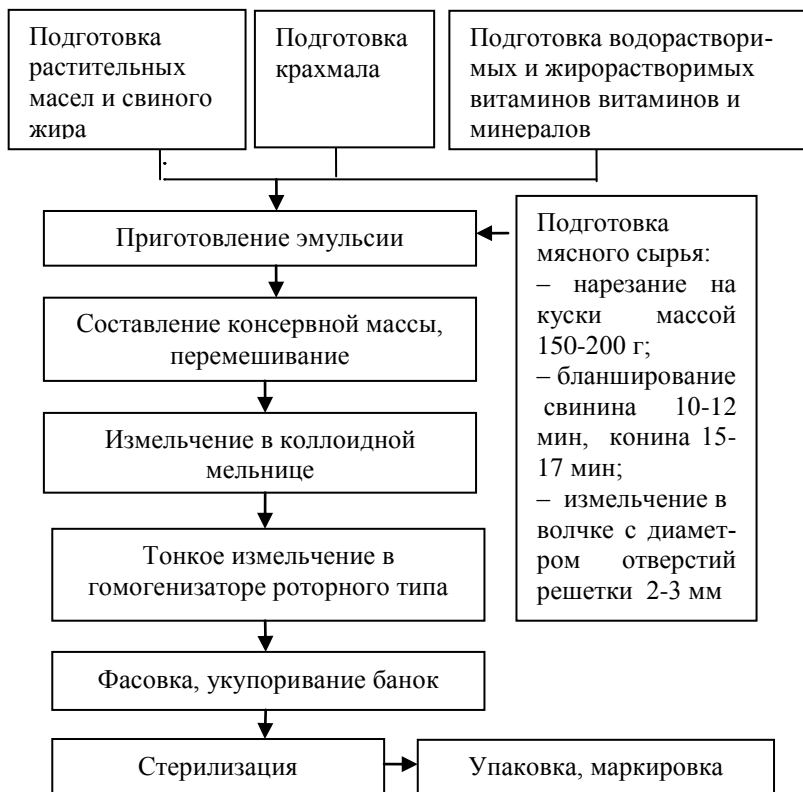 Подготовка
растительных
масел и свиного
жира
Подготовка
крахмала
Подготовка водораствори-
мых и жирорастворимых
витаминов витаминов и
минералов
Приготовление эмульсии
Составление консервной массы,
перемешивание
Измельчение в коллоидной
мельнице
Тонкое измельчение в
гомогенизаторе роторного типа
Фасовка, укупоривание банок
Стерилизация
Упаковка, маркировка
Подготовка
мясного сырья:
– нарезание на
куски массой
150-200 г;
– бланширование
свинина 10-12
мин, конина 15-
17 мин;
– измельчение в
волчке с диамет-
ром отверстий
решетки 2-3 мм